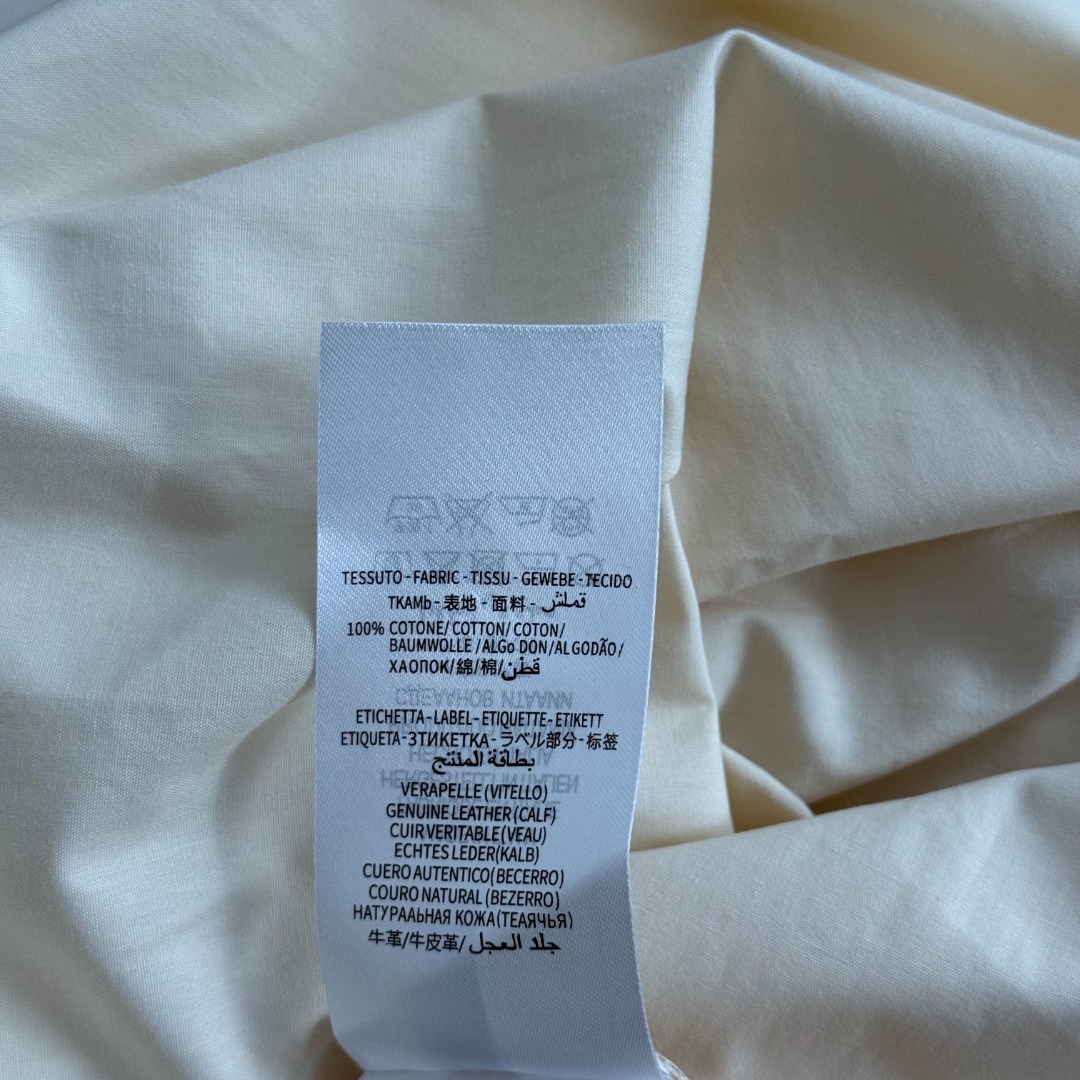 TESSUTO - FABRIC - TISSU - GEWEBE - TECIDO
TKAMb - 表地 - 面料 - قماش
100% COTONE/ COTTON/ COTON/
BAUMWOLLE /ALGo DON/ALGODÃO/
ХАОПОК/綿/棉/قطن
ETICHETTA-LABEL-ETIQUETTE-ETIKETT
ETIQUETA-ЗТИКЕТКА-ラベル部分-标签
بطاقة المنتج
VERAPELLE(VITELLO)
GENUINE LEATHER (CALF)
CUIR VERITABLE(VEAU)
ECHTES LEDER(KALB)
CUERO AUTENTICO(BECERRO)
COURO NATURAL (BEZERRO)
НАТУРААЬНАЯ КОЖА(ТЕАЯЧЬЯ)
牛革/牛皮革/جلد العجل